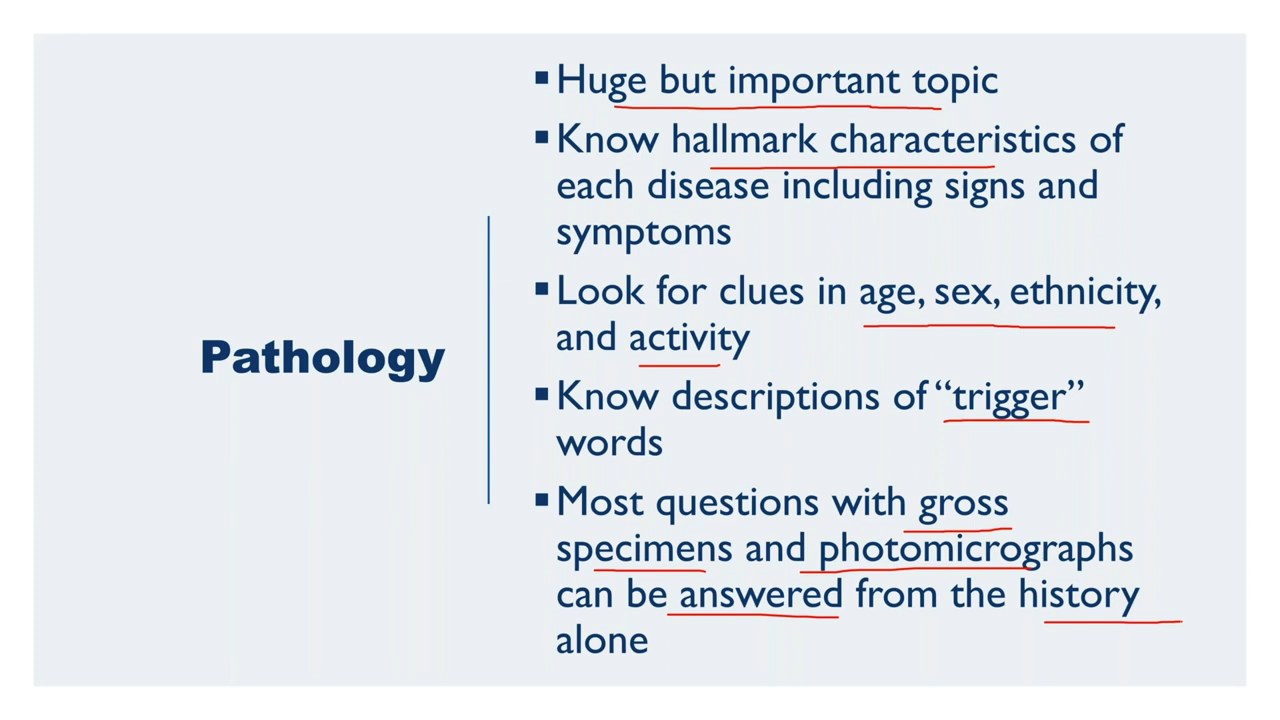 Pathology
▪Huge but important topic
▪Know hallmark characteristics of
each disease including signs and
symptoms
▪Look for clues in age, sex, ethnicity,
and activity
▪Know descriptions of “trigger”
words
▪Most questions with gross
specimens and photomicrographs
can be answered from the history
alone